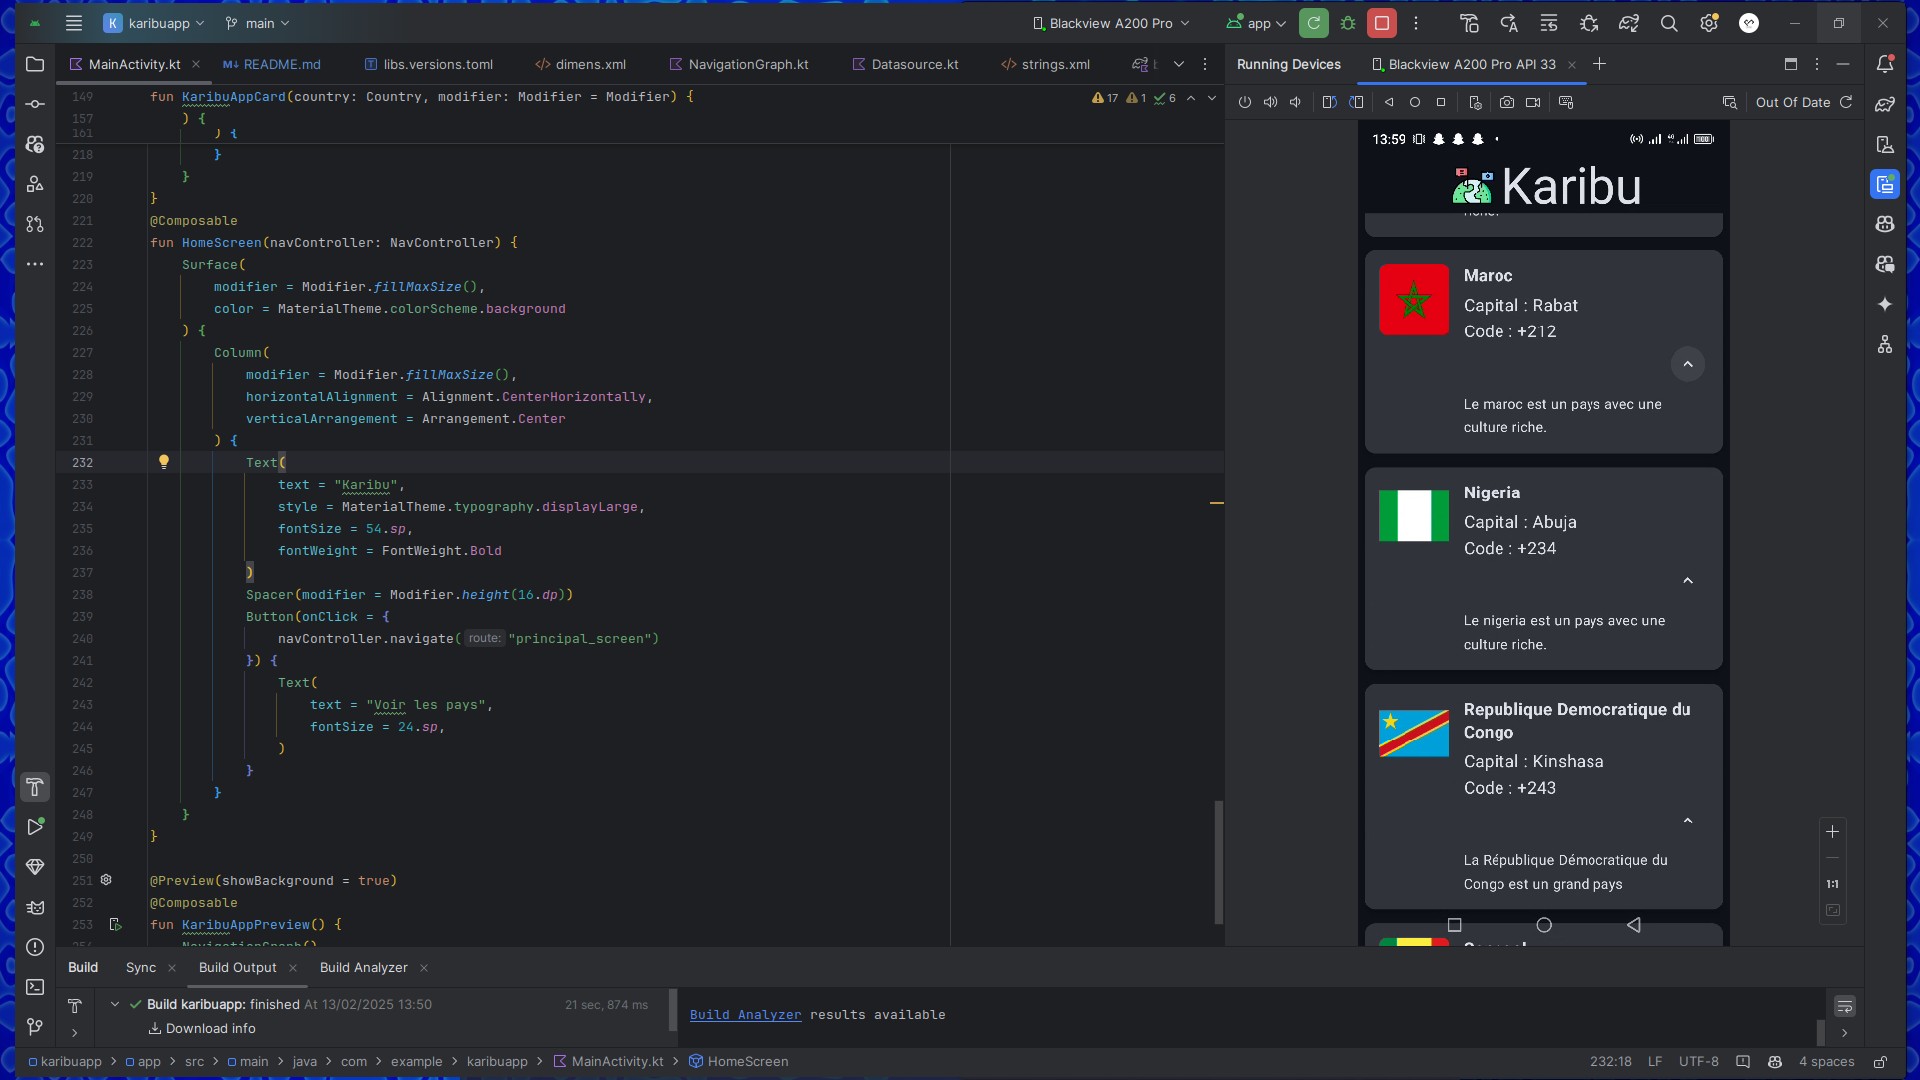 K karibuapp main Blackview A200 Pro app
MainActivity.kt README.md libs.versions.toml dimens.xml NavigationGraph.kt Datasource.kt strings.xml
Running Devices Blackview A200 Pro API 33
Out Of Date
17 1 6
149 fun KaribuAppCard(country: Country, modifier: Modifier = Modifier) {
157 ) {
161 ) {
218 }
219 }
220 }
221 @Composable
222 fun HomeScreen(navController: NavController) {
223 Surface(
224 modifier = Modifier.fillMaxSize(),
225 color = MaterialTheme.colorScheme.background
226 ) {
227 Column(
228 modifier = Modifier.fillMaxSize(),
229 horizontalAlignment = Alignment.CenterHorizontally,
230 verticalArrangement = Arrangement.Center
231 ) {
232 Text(
233 text = "Karibu",
234 style = MaterialTheme.typography.displayLarge,
235 fontSize = 54.sp,
236 fontWeight = FontWeight.Bold
237 )
238 Spacer(modifier = Modifier.height(16.dp))
239 Button(onClick = {
240 navController.navigate( route: "principal_screen")
241 }) {
242 Text(
243 text = "Voir les pays",
244 fontSize = 24.sp,
245 )
246 }
247 }
248 }
249 }
250
251 @Preview(showBackground = true)
252 @Composable
253 fun KaribuAppPreview() {
NavigationGraph()
13:59 100
Karibu
Maroc
Capital : Rabat
Code : +212
Le maroc est un pays avec une
culture riche.
Nigeria
Capital : Abuja
Code : +234
Le nigeria est un pays avec une
culture riche.
Republique Democratique du
Congo
Capital : Kinshasa
Code : +243
La République Démocratique du
Congo est un grand pays
1:1
Build Sync Build Output Build Analyzer
Build karibuapp: finished At 13/02/2025 13:50 21 sec, 874 ms
Download info
Build Analyzer results available
karibuapp > app > src > main > java > com > example > karibuapp > MainActivity.kt > HomeScreen
232:18 LF UTF-8 4 spaces